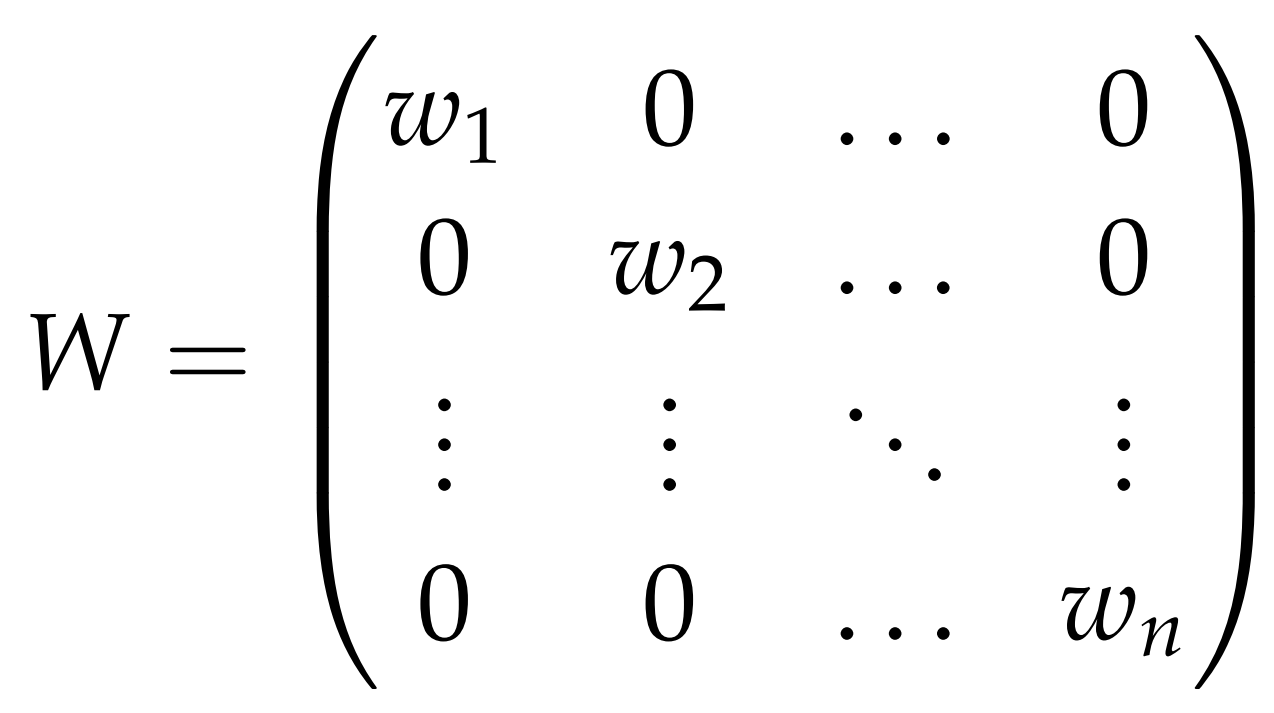 w₁ 0 … 0
0 w₂ … 0
W =
⋮ ⋮ ⋱ ⋮
0 0 … wₙ